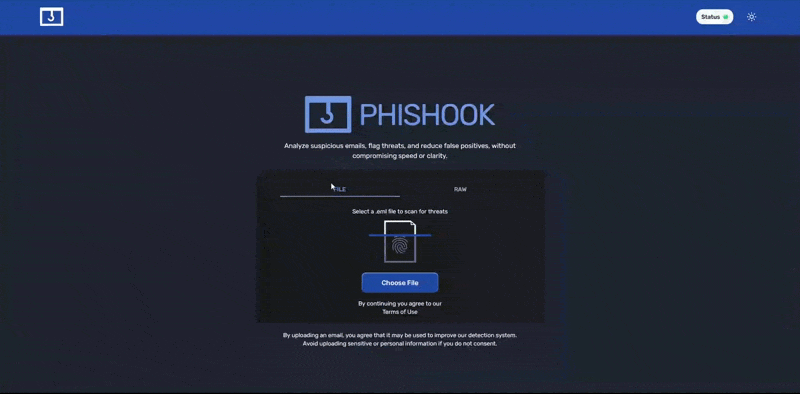 Status
PHISHOOK
Analyze suspicious emails, flag threats, and reduce false positives, without
compromising speed or clarity.
FILE
RAW
Select a .eml file to scan for threats
Choose File
By continuing you agree to our
Terms of Use
By uploading an email, you agree that it may be used to improve our detection system.
Avoid uploading sensitive or personal information if you do not consent.